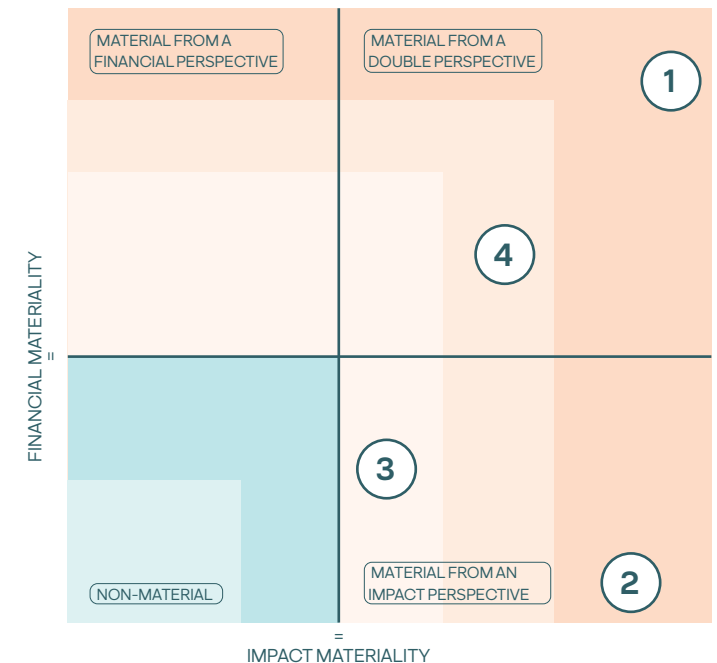 MATERIAL FROM A
FINANCIAL PERSPECTIVE
MATERIAL FROM A
DOUBLE PERSPECTIVE
1
4
FINANCIAL MATERIALITY
=
3
2
MATERIAL FROM AN
IMPACT PERSPECTIVE
NON-MATERIAL
=
IMPACT MATERIALITY